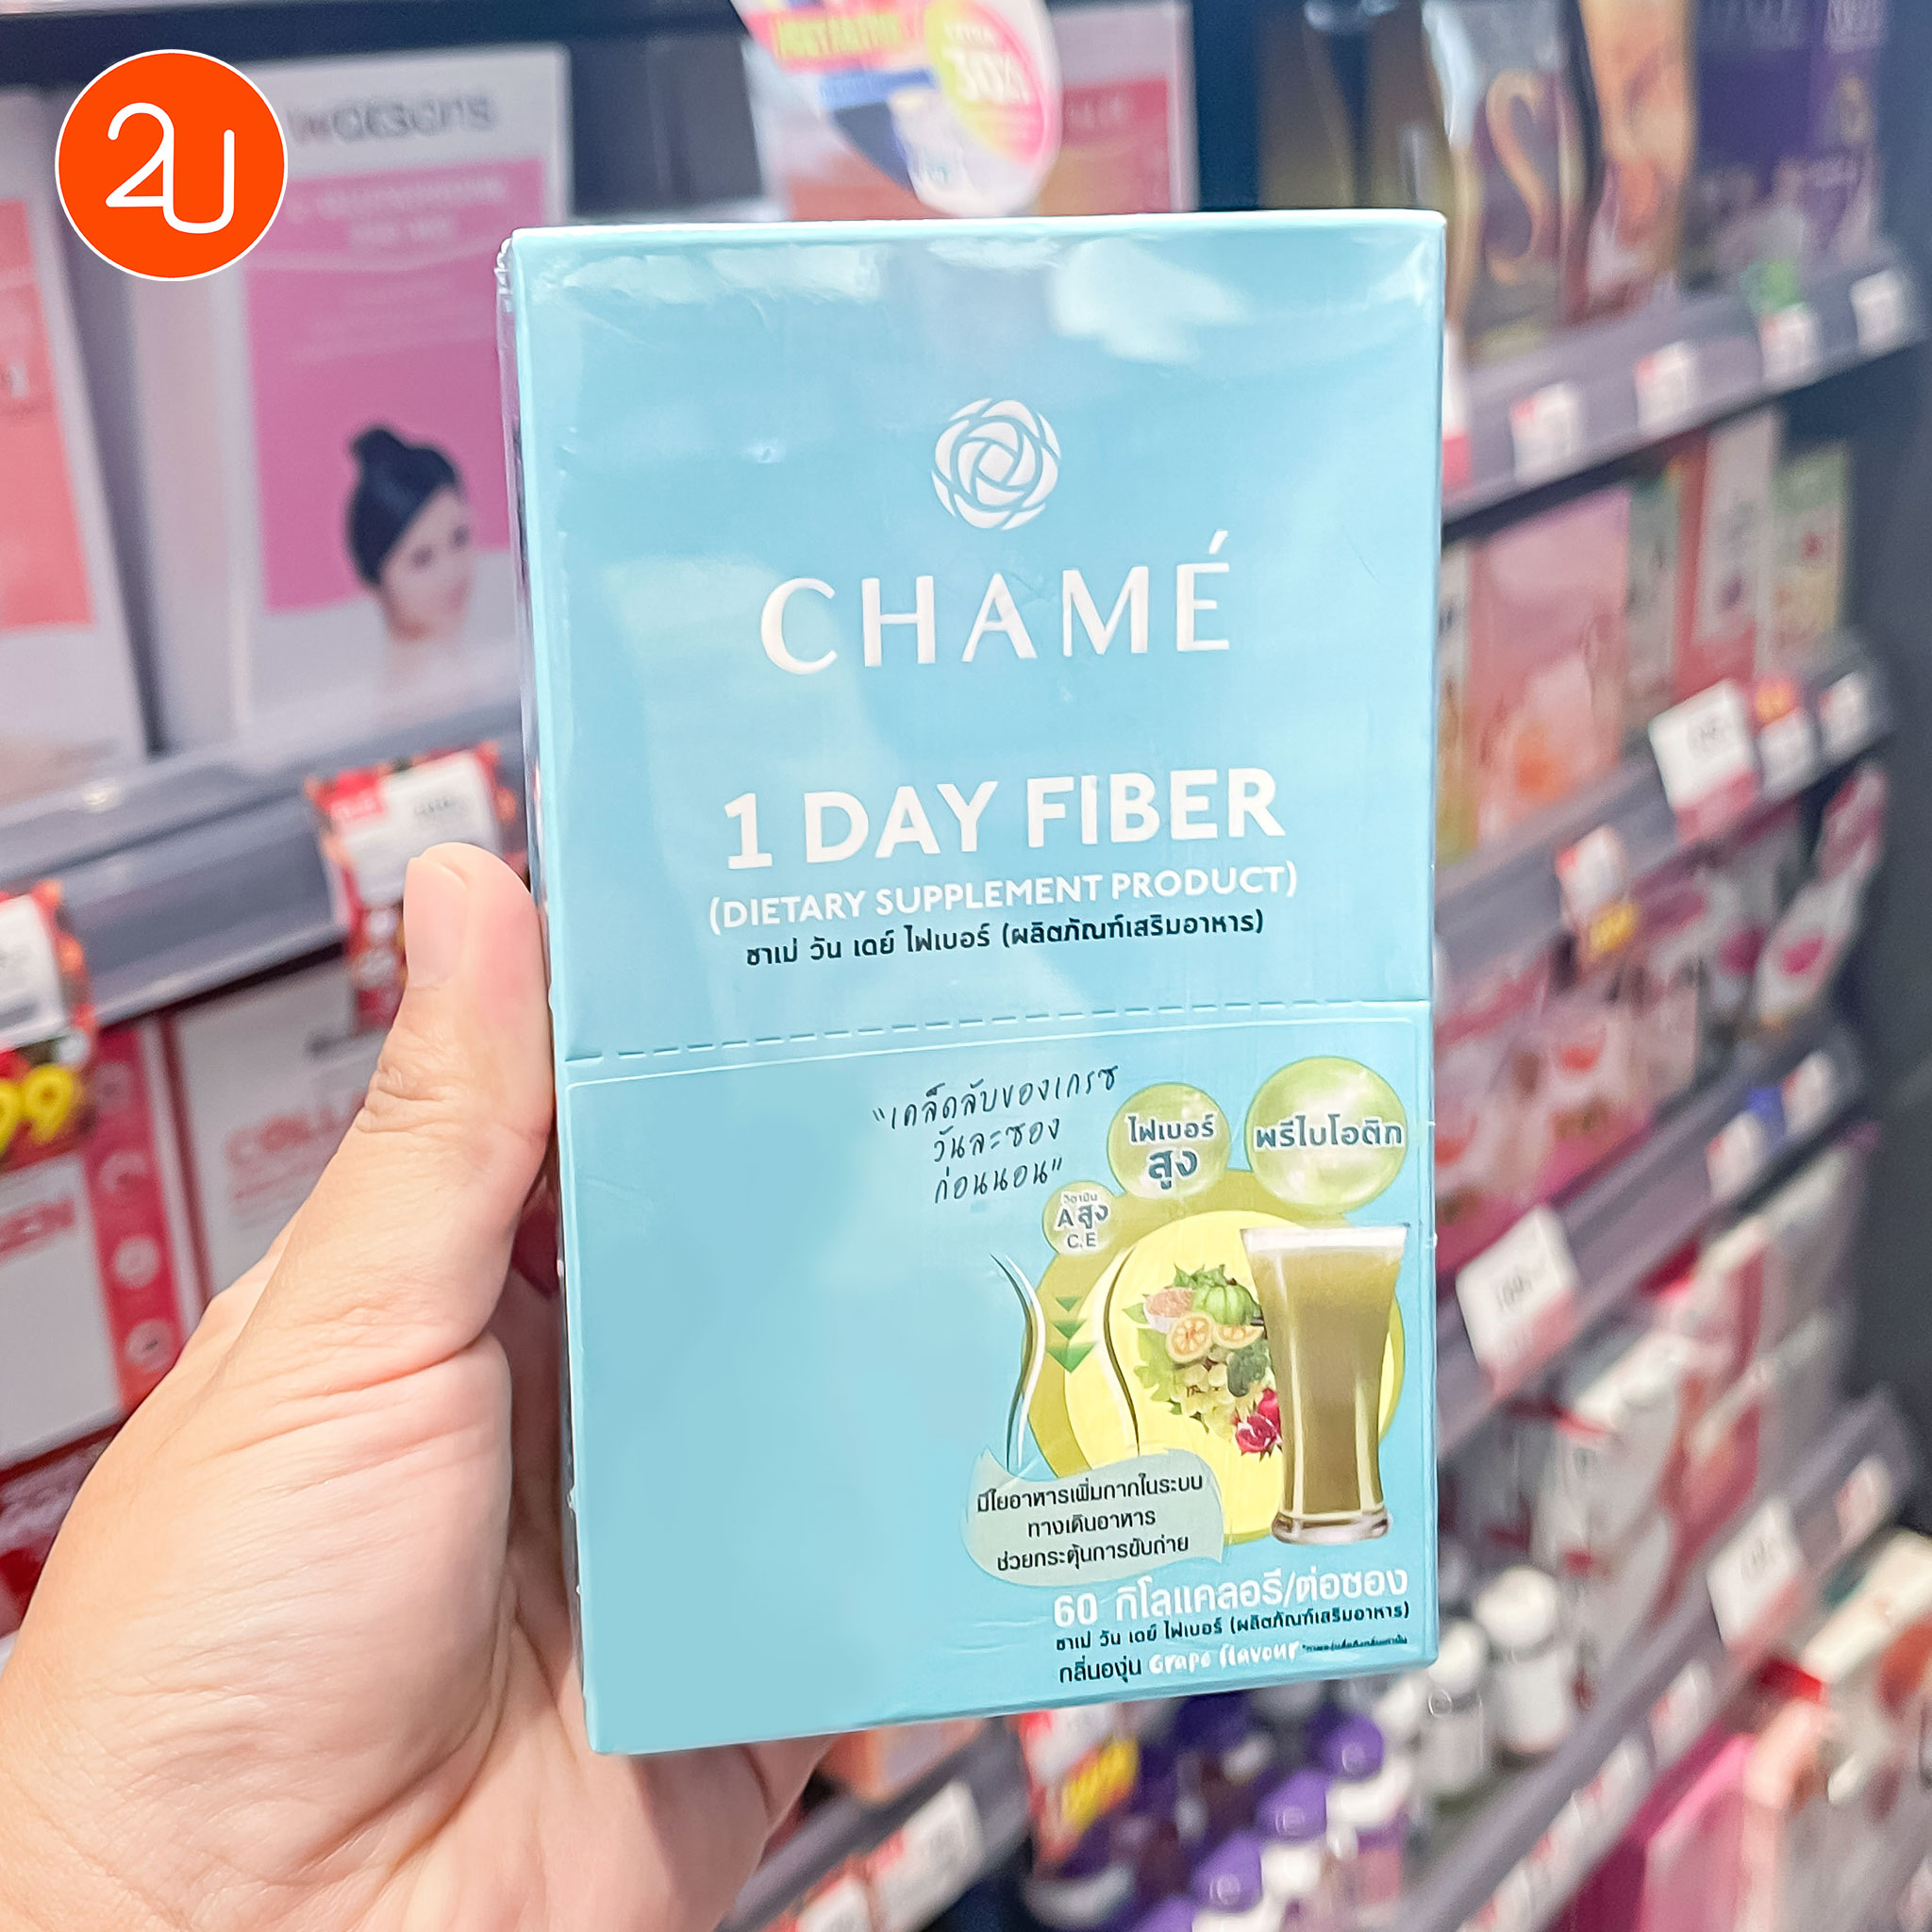 2U
CHAMÉ
1 DAY FIBER
(DIETARY SUPPLEMENT PRODUCT)
ชาเม่ วัน เดย์ ไฟเบอร์ (ผลิตภัณฑ์เสริมอาหาร)
"เคล็ดลับของเกรซ
วันละซอง
ก่อนนอน"
ไฟเบอร์
สูง
พรีไบโอติก
วิตามิน
A สูง
C,E
มีใยอาหารเพิ่มกากในระบบ
ทางเดินอาหาร
ช่วยกระตุ้นการขับถ่าย
60 กิโลแคลอรี/ต่อซอง
ชาเม่ วัน เดย์ ไฟเบอร์ (ผลิตภัณฑ์เสริมอาหาร)
กลิ่นองุ่น Grape flavour